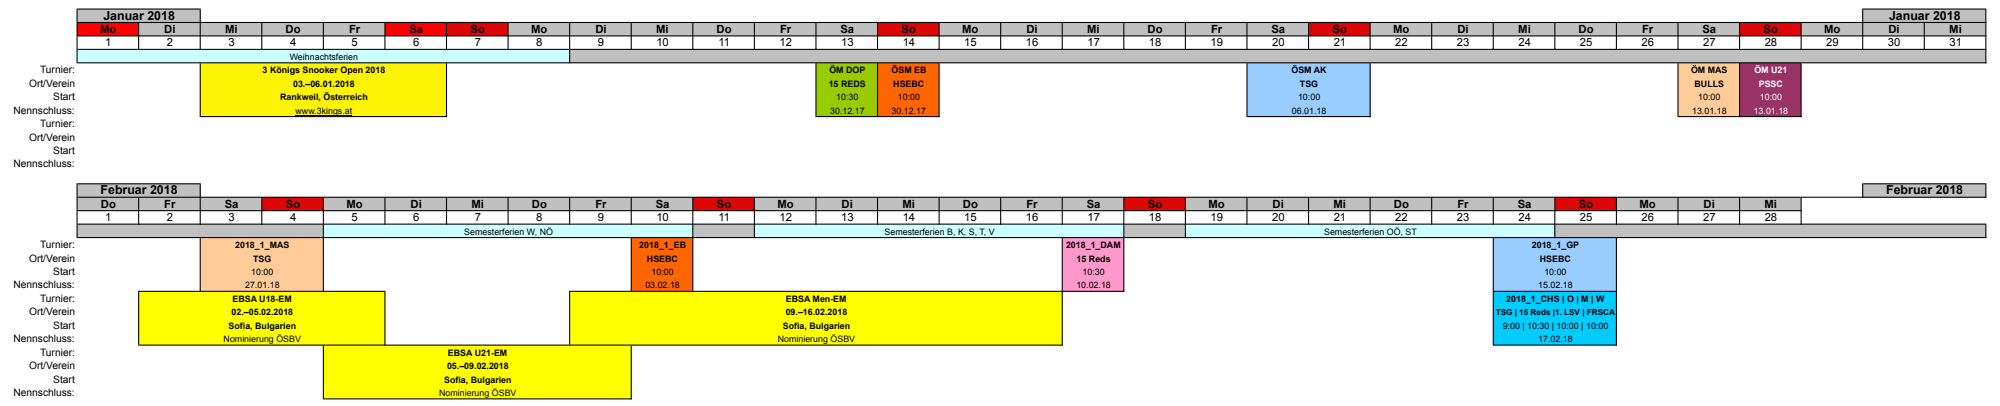 Januar 2018 Januar 2018
Mo Di Mi Do Fr Sa So Mo Di Mi Do Fr Sa So Mo Di Mi Do Fr Sa So Mo Di Mi Do Fr Sa So Mo Di Mi
1 2 3 4 5 6 7 8 9 10 11 12 13 14 15 16 17 18 19 20 21 22 23 24 25 26 27 28 29 30 31
Weihnachtsferien
Turnier: 3 Königs Snooker Open 2018 ÖM DOP ÖSM EB ÖSM AK ÖM MAS ÖM U21
Ort/Verein 03.–06.01.2018 15 REDS HSEBC TSG BULLS PSSC
Start Rankweil, Österreich 10:30 10:00 10:00 10:00 10:00
Nennschluss: www.3kings.at 30.12.17 30.12.17 06.01.18 13.01.18 13.01.18
Turnier:
Ort/Verein
Start
Nennschluss:
Februar 2018 Februar 2018
Do Fr Sa So Mo Di Mi Do Fr Sa So Mo Di Mi Do Fr Sa So Mo Di Mi Do Fr Sa So Mo Di Mi
1 2 3 4 5 6 7 8 9 10 11 12 13 14 15 16 17 18 19 20 21 22 23 24 25 26 27 28
Semesterferien W, NÖ Semesterferien B, K, S, T, V Semesterferien OÖ, ST
Turnier: 2018_1_MAS 2018_1_EB 2018_1_DAM 2018_1_GP
Ort/Verein TSG HSEBC 15 Reds HSEBC
Start 10:00 10:00 10:30 10:00
Nennschluss: 27.01.18 03.02.18 10.02.18 15.02.18
Turnier: EBSA U18-EM EBSA Men-EM 2018_1_CHS | O | M | W
Ort/Verein 02.–05.02.2018 09.–16.02.2018 TSG | 15 Reds |1. LSV | FRSCA
Start Sofia, Bulgarien Sofia, Bulgarien 9:00 | 10:30 | 10:00 | 10:00
Nennschluss: Nominierung ÖSBV Nominierung ÖSBV 17.02.18
Turnier: EBSA U21-EM
Ort/Verein 05.–09.02.2018
Start Sofia, Bulgarien
Nennschluss: Nominierung ÖSBV